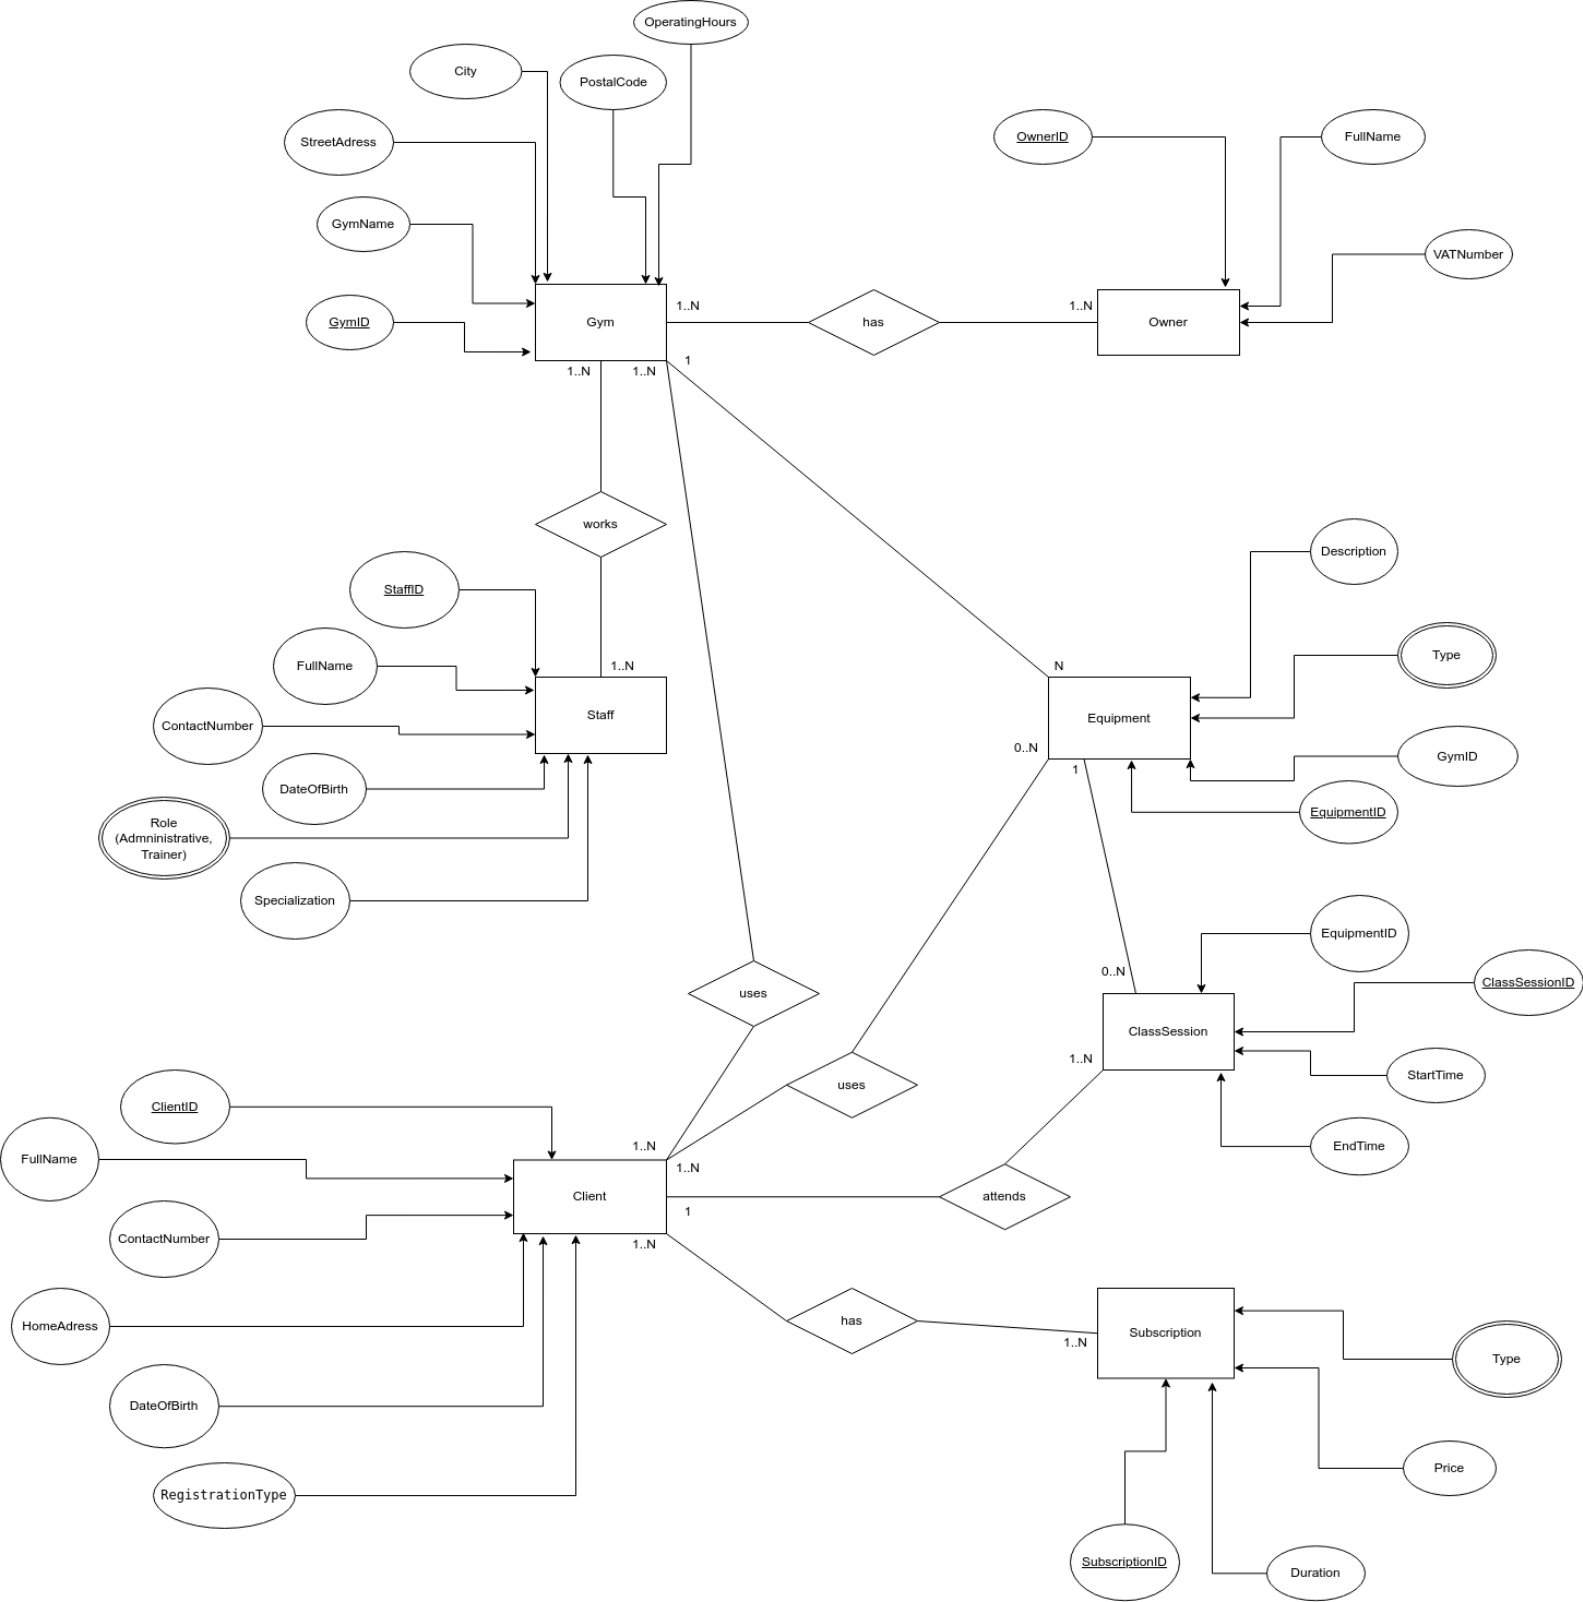 OperatingHours
City
PostalCode
StreetAdress
OwnerID
FullName
GymName
VATNumber
GymID
Gym
1..N
has
1..N
Owner
1..N
1..N
1
works
Description
StaffID
Type
FullName
1..N
N
Staff
Equipment
ContactNumber
0..N
GymID
DateOfBirth
1
EquipmentID
Role
(Admninistrative,
Trainer)
Specialization
EquipmentID
0..N
ClassSessionID
uses
ClassSession
1..N
StartTime
uses
ClientID
EndTime
1..N
FullName
1..N
Client
attends
1
ContactNumber
1..N
HomeAdress
has
Subscription
1..N
Type
DateOfBirth
Price
RegistrationType
SubscriptionID
Duration